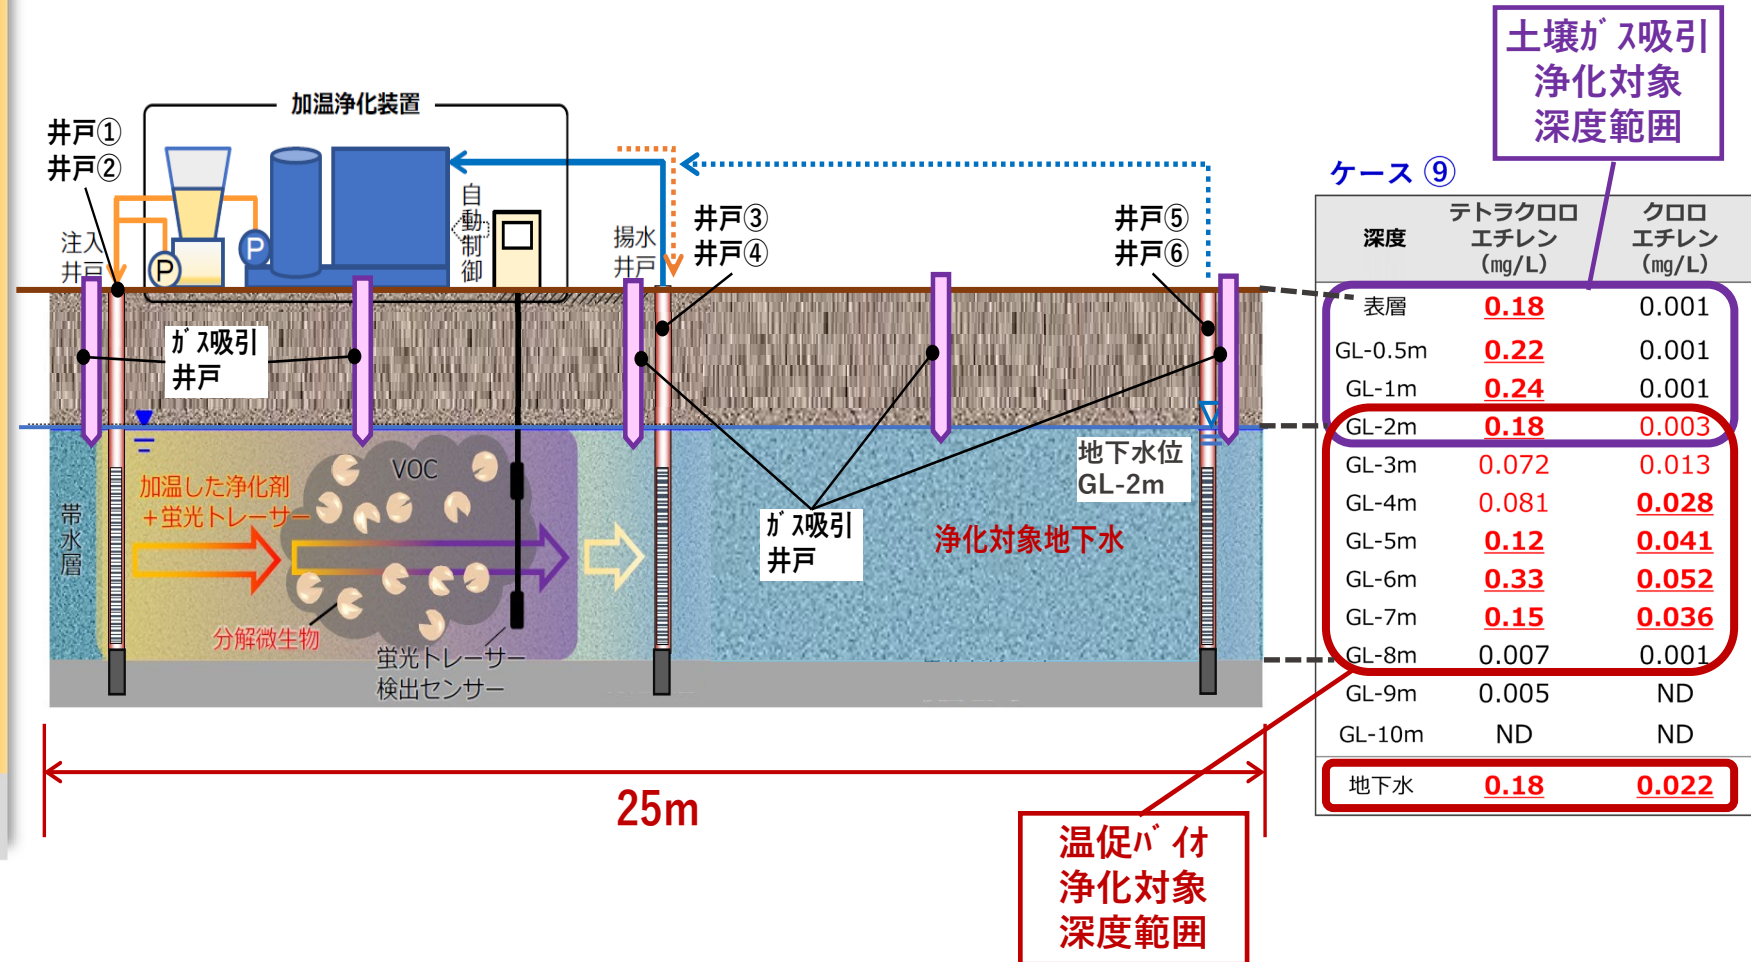 土壌ガス吸引
浄化対象
深度範囲
加温浄化装置
井戸①
井戸②
自動制御
注入
井戸
P
P
揚水
井戸
井戸③
井戸④
井戸⑤
井戸⑥
ガス吸引
井戸
VOC
加温した浄化剤
+蛍光トレーサー
帯水層
分解微生物
蛍光トレーサー
検出センサー
ガス吸引
井戸
地下水位
GL-2m
浄化対象地下水
25m
ケース ⑨
深度 テトラクロロエチレン(㎎/L) クロロエチレン(㎎/L)
表層 0.18 0.001
GL-0.5m 0.22 0.001
GL-1m 0.24 0.001
GL-2m 0.18 0.003
GL-3m 0.072 0.013
GL-4m 0.081 0.028
GL-5m 0.12 0.041
GL-6m 0.33 0.052
GL-7m 0.15 0.036
GL-8m 0.007 0.001
GL-9m 0.005 ND
GL-10m ND ND
地下水 0.18 0.022
温促バイオ
浄化対象
深度範囲